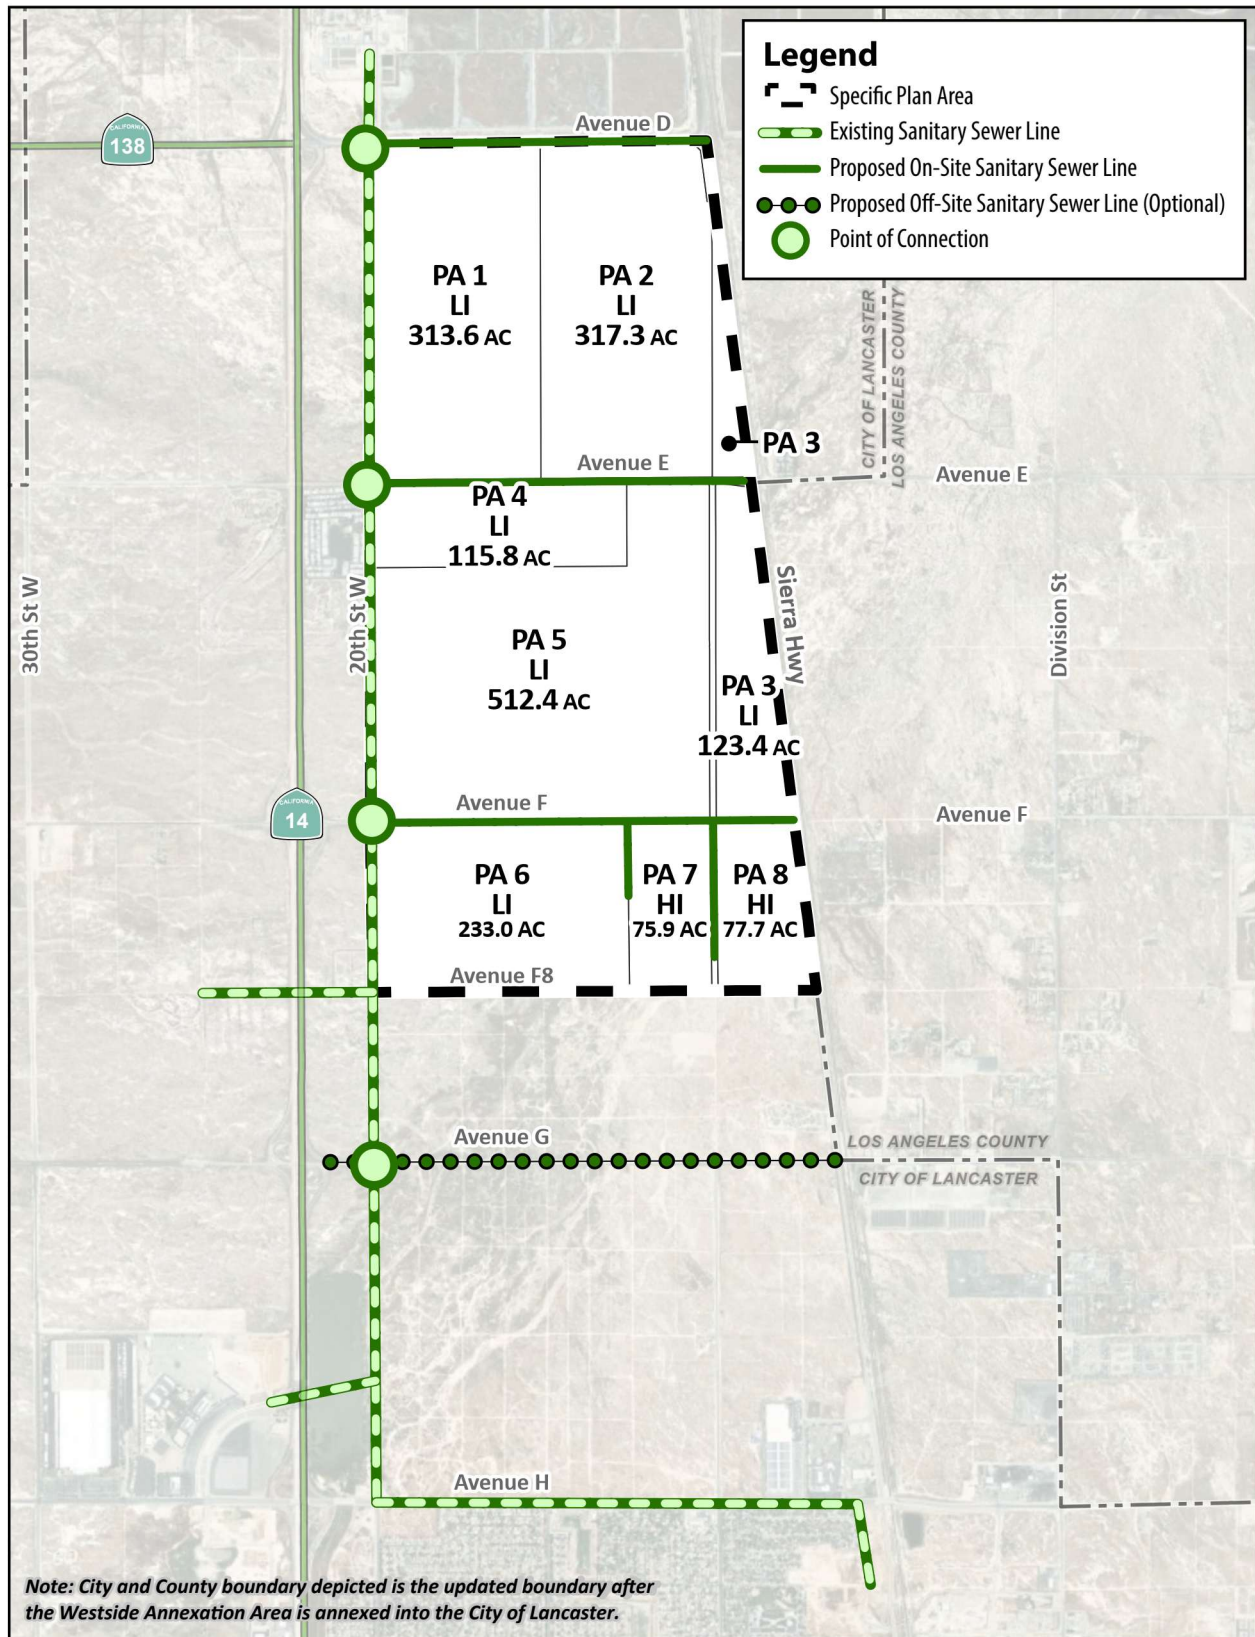 Legend
Specific Plan Area
Existing Sanitary Sewer Line
Proposed On-Site Sanitary Sewer Line
Proposed Off-Site Sanitary Sewer Line (Optional)
Point of Connection
Avenue D
CALIFORNIA
138
PA 1
LI
313.6 AC
PA 2
LI
317.3 AC
CITY OF LANCASTER
LOS ANGELES COUNTY
PA 3
Avenue E
Avenue E
PA 4
LI
115.8 AC
30th St W
20th St W
Sierra Hwy
Division St
PA 5
LI
512.4 AC
PA 3
LI
123.4 AC
CALIFORNIA
14
Avenue F
Avenue F
PA 6
LI
233.0 AC
PA 7
HI
75.9 AC
PA 8
HI
77.7 AC
Avenue F8
Avenue G
LOS ANGELES COUNTY
CITY OF LANCASTER
Avenue H
Note: City and County boundary depicted is the updated boundary after
the Westside Annexation Area is annexed into the City of Lancaster.